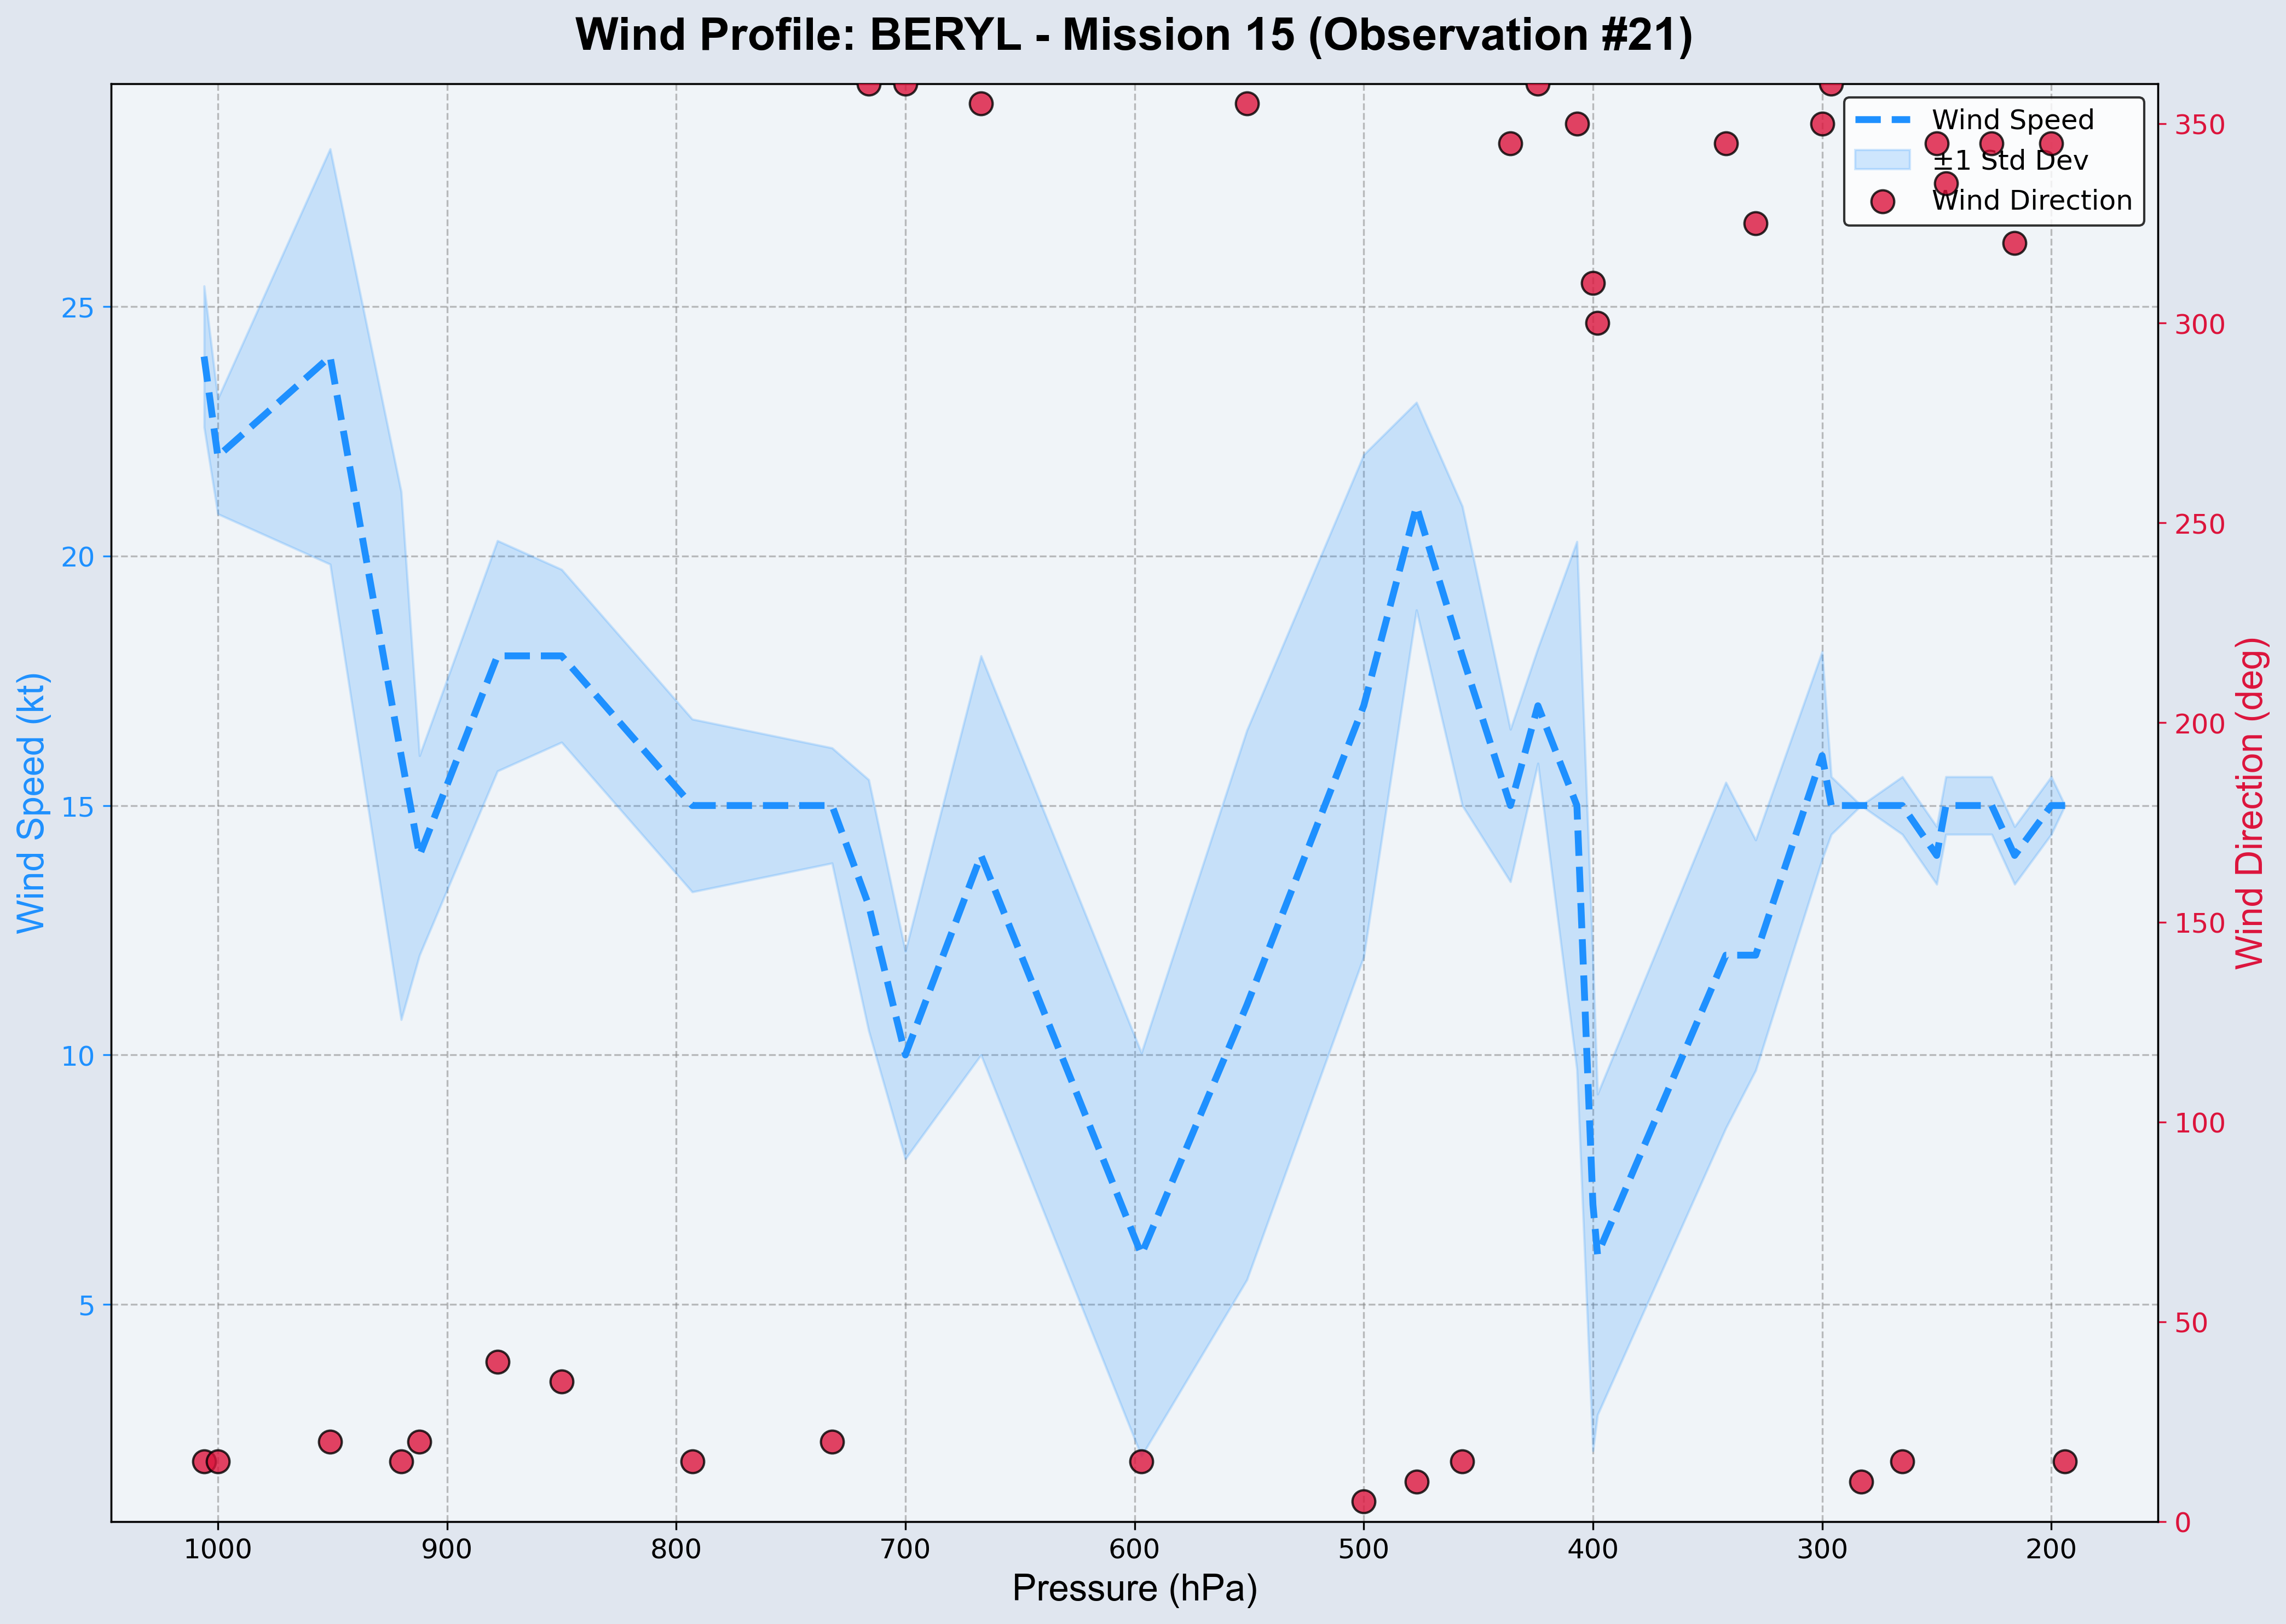 Wind Profile: BERYL - Mission 15 (Observation #21)
Wind Speed
±1 Std Dev
Wind Direction
Wind Speed (kt)
25
20
15
10
5
350
300
250
200
150
100
50
0
Wind Direction (deg)
1000 900 800 700 600 500 400 300 200
Pressure (hPa)